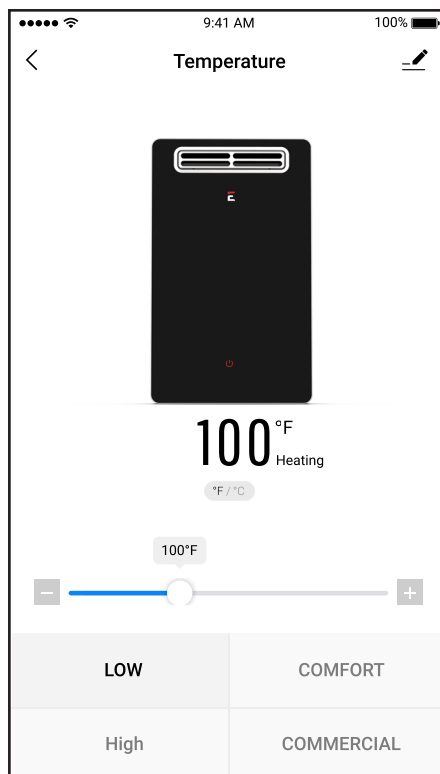 9:41 AM
100%
Temperature
E
100 °F
Heating
°F / °C
100°F
LOW
COMFORT
High
COMMERCIAL